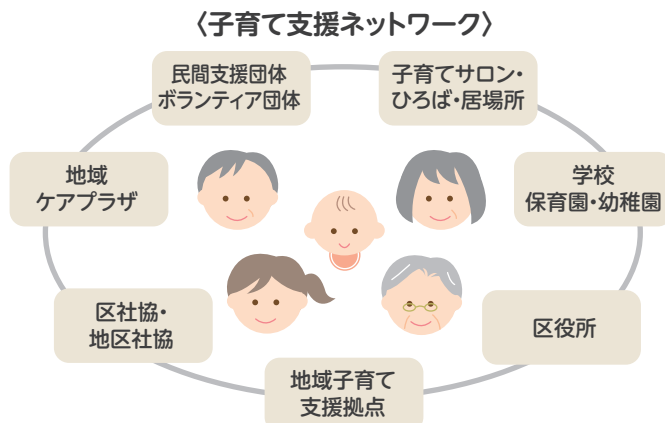 〈子育て支援ネットワーク〉
民間支援団体
ボランティア団体
子育てサロン・
ひろば・居場所
地域
ケアプラザ
学校
保育園・幼稚園
区社協・
地区社協
区役所
地域子育て
支援拠点